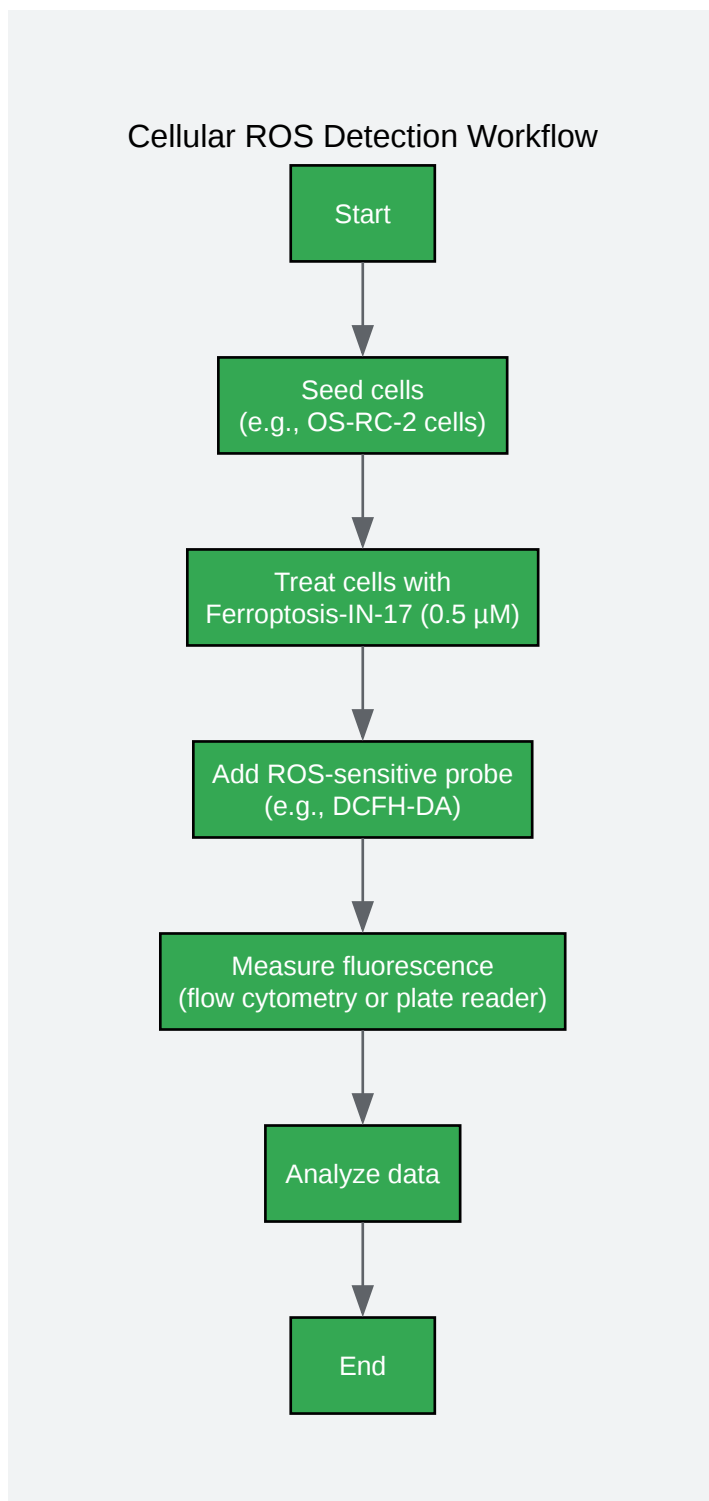 Cellular ROS Detection Workflow
Start
Seed cells
(e.g., OS-RC-2 cells)
Treat cells with
Ferroptosis-IN-17 (0.5 µM)
Add ROS-sensitive probe
(e.g., DCFH-DA)
Measure fluorescence
(flow cytometry or plate reader)
Analyze data
End